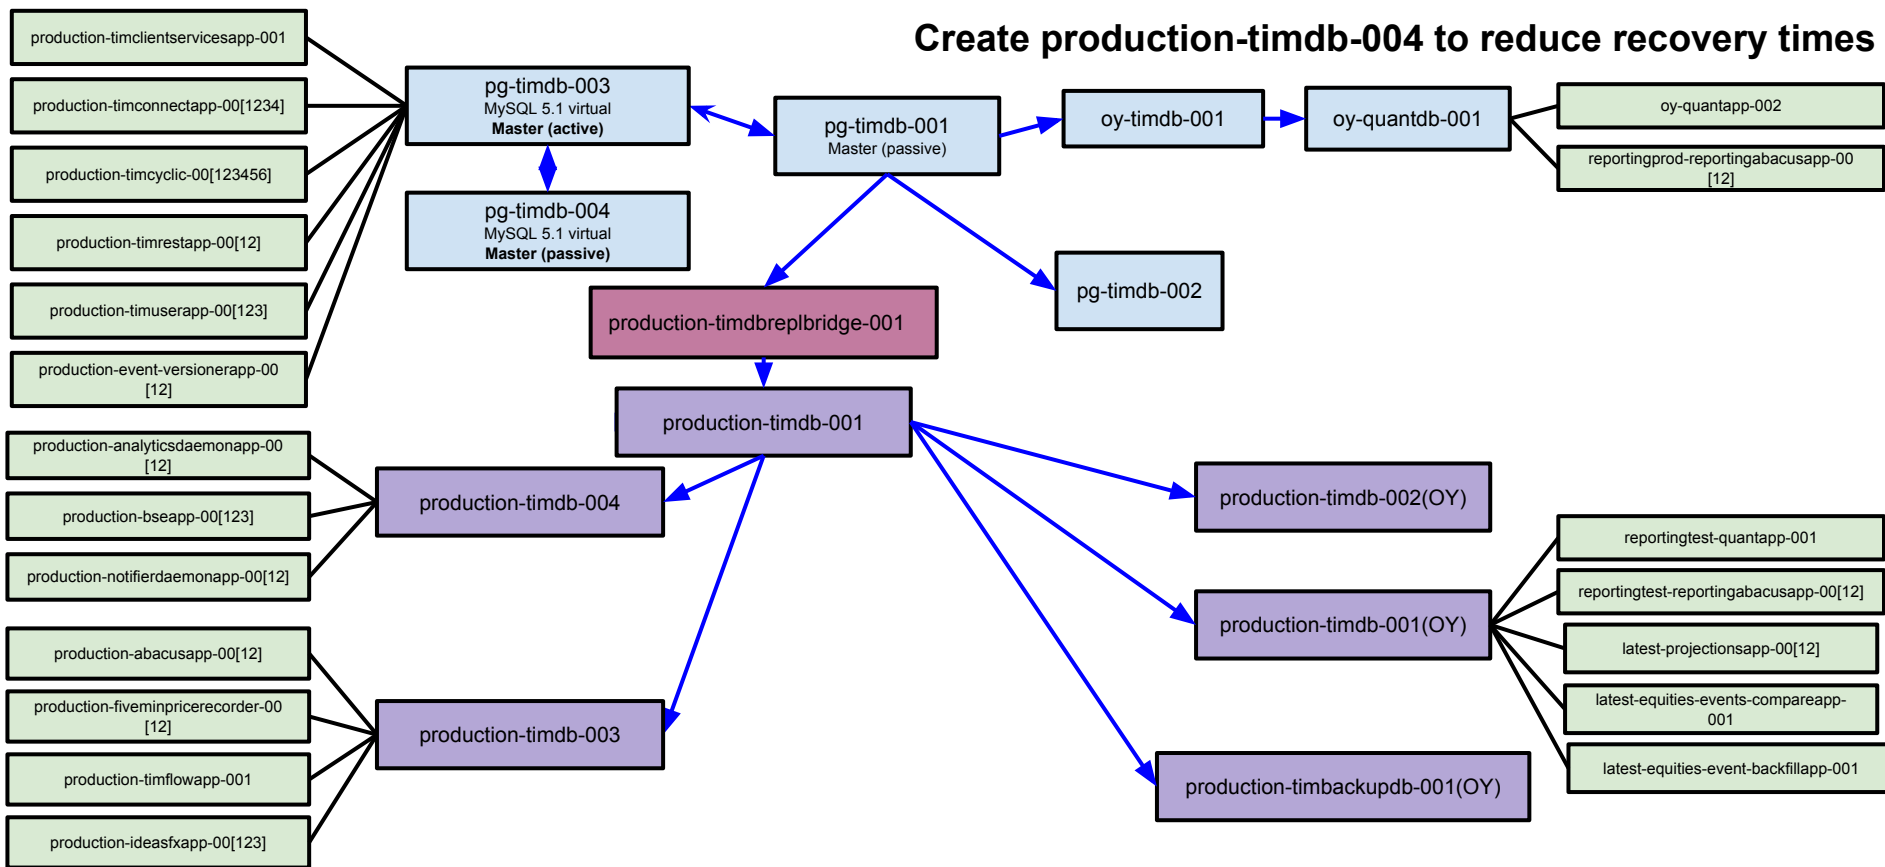 Create production-timdb-004 to reduce recovery times
production-timclientservicesapp-001
production-timconnectapp-00[1234]
production-timcyclic-00[123456]
production-timrestapp-00[12]
production-timuserapp-00[123]
production-event-versionerapp-00
[12]
pg-timdb-003
MySQL 5.1 virtual
Master (active)
pg-timdb-004
MySQL 5.1 virtual
Master (passive)
pg-timdb-001
Master (passive)
oy-timdb-001
oy-quantdb-001
oy-quantapp-002
reportingprod-reportingabacusapp-00
[12]
pg-timdb-002
production-timdbreplbridge-001
production-timdb-001
production-analyticsdaemonapp-00
[12]
production-bseapp-00[123]
production-notifierdaemonapp-00[12]
production-timdb-004
production-abacusapp-00[12]
production-fiveminpricerecorder-00
[12]
production-timflowapp-001
production-ideasfxapp-00[123]
production-timdb-003
production-timdb-002(OY)
production-timdb-001(OY)
production-timbackupdb-001(OY)
reportingtest-quantapp-001
reportingtest-reportingabacusapp-00[12]
latest-projectionsapp-00[12]
latest-equities-events-compareapp-
001
latest-equities-event-backfillapp-001